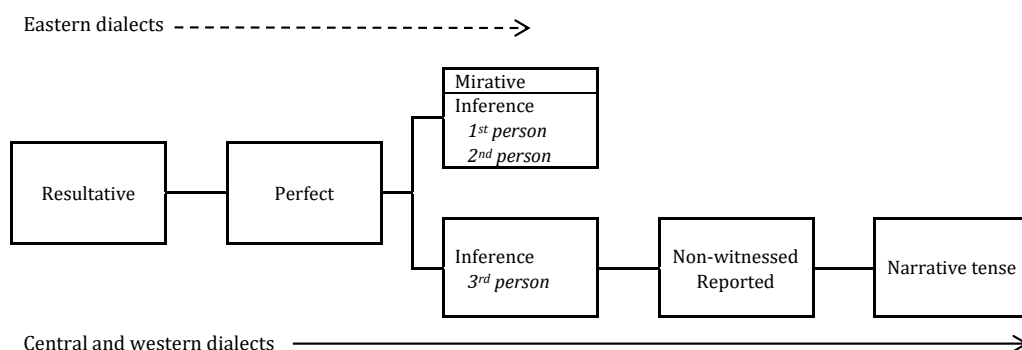 Eastern dialects
Mirative
Inference
1st person
2nd person
Resultative
Perfect
Inference
3rd person
Non-witnessed
Reported
Narrative tense
Central and western dialects